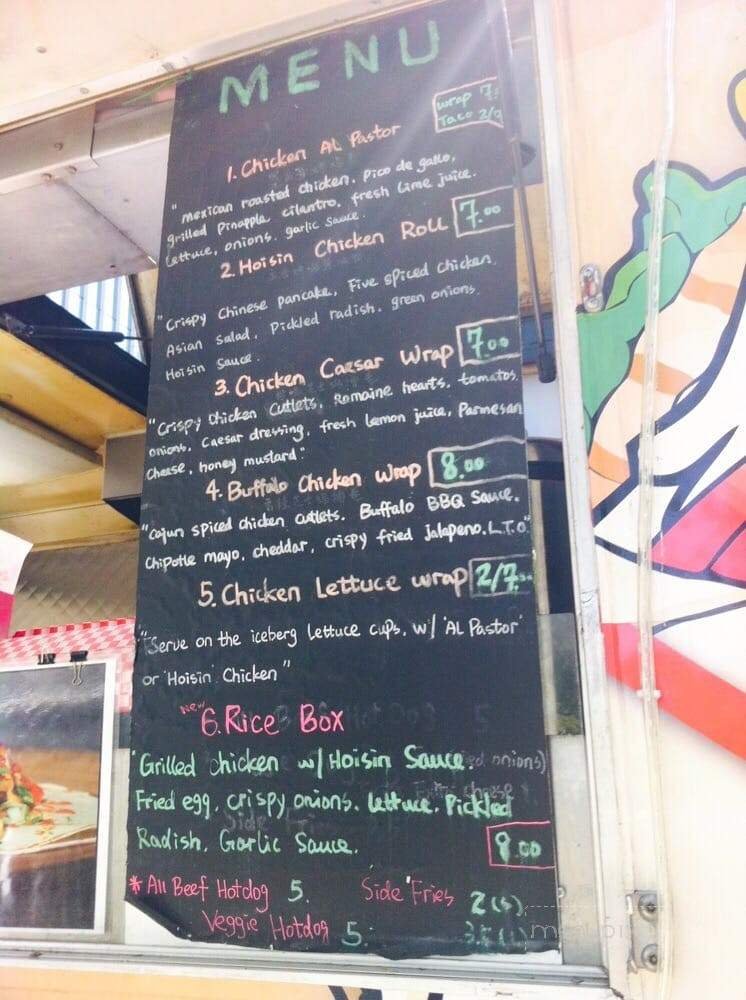 MENU
1. Chicken AL Pastor
wrap 7.
Taco 2/9
"mexican roasted chicken. pico de gallo,
grilled Pinapple. cilantro, fresh lime juice.
Lettuce, onions. garlic sauce.
2. Hoisin Chicken Roll 7.00
"Crispy Chinese pancake, Five spiced chicken.
Asian salad. Pickled radish. green onions.
Hoisin Sauce.
3. Chicken Caesar Wrap 7.00
"Crispy Chicken Cutlets. Romaine hearts. tomatos.
onions. Caesar dressing, fresh lemon juice, Parmesan
cheese, honey mustard."
4. Buffalo Chicken wrap 8.00
"Cajun spiced chicken cutlets. Buffalo BBQ Sauce.
Chipotle mayo, cheddar, crispy fried jalapeno. L.T.O"
5. Chicken Lettuce wrap 2/7
"Serve on the iceberg Lettuce cups. w/ 'AL Pastor'
or 'Hoisin' Chicken"
New
6. Rice Box
'Grilled chicken w/ Hoisin Sauce.
Fried egg, crispy onions. Lettuce. Pickled
Radish. Garlic Sauce. 8.00
* All Beef Hotdog 5. Side Fries 2(s)
Veggie Hotdog 5.